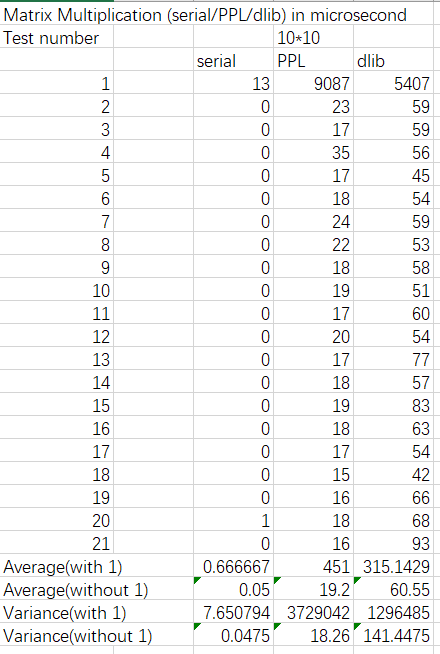 Matrix Multiplication (serial/PPL/dlib) in microsecond
Test number 10*10
serial PPL dlib
1 13 9087 5407
2 0 23 59
3 0 17 59
4 0 35 56
5 0 17 45
6 0 18 54
7 0 24 59
8 0 22 53
9 0 18 58
10 0 19 51
11 0 17 60
12 0 20 54
13 0 17 77
14 0 18 57
15 0 19 83
16 0 18 63
17 0 17 54
18 0 15 42
19 0 16 66
20 1 18 68
21 0 16 93
Average(with 1) 0.666667 451 315.1429
Average(without 1) 0.05 19.2 60.55
Variance(with 1) 7.650794 3729042 1296485
Variance(without 1) 0.0475 18.26 141.4475